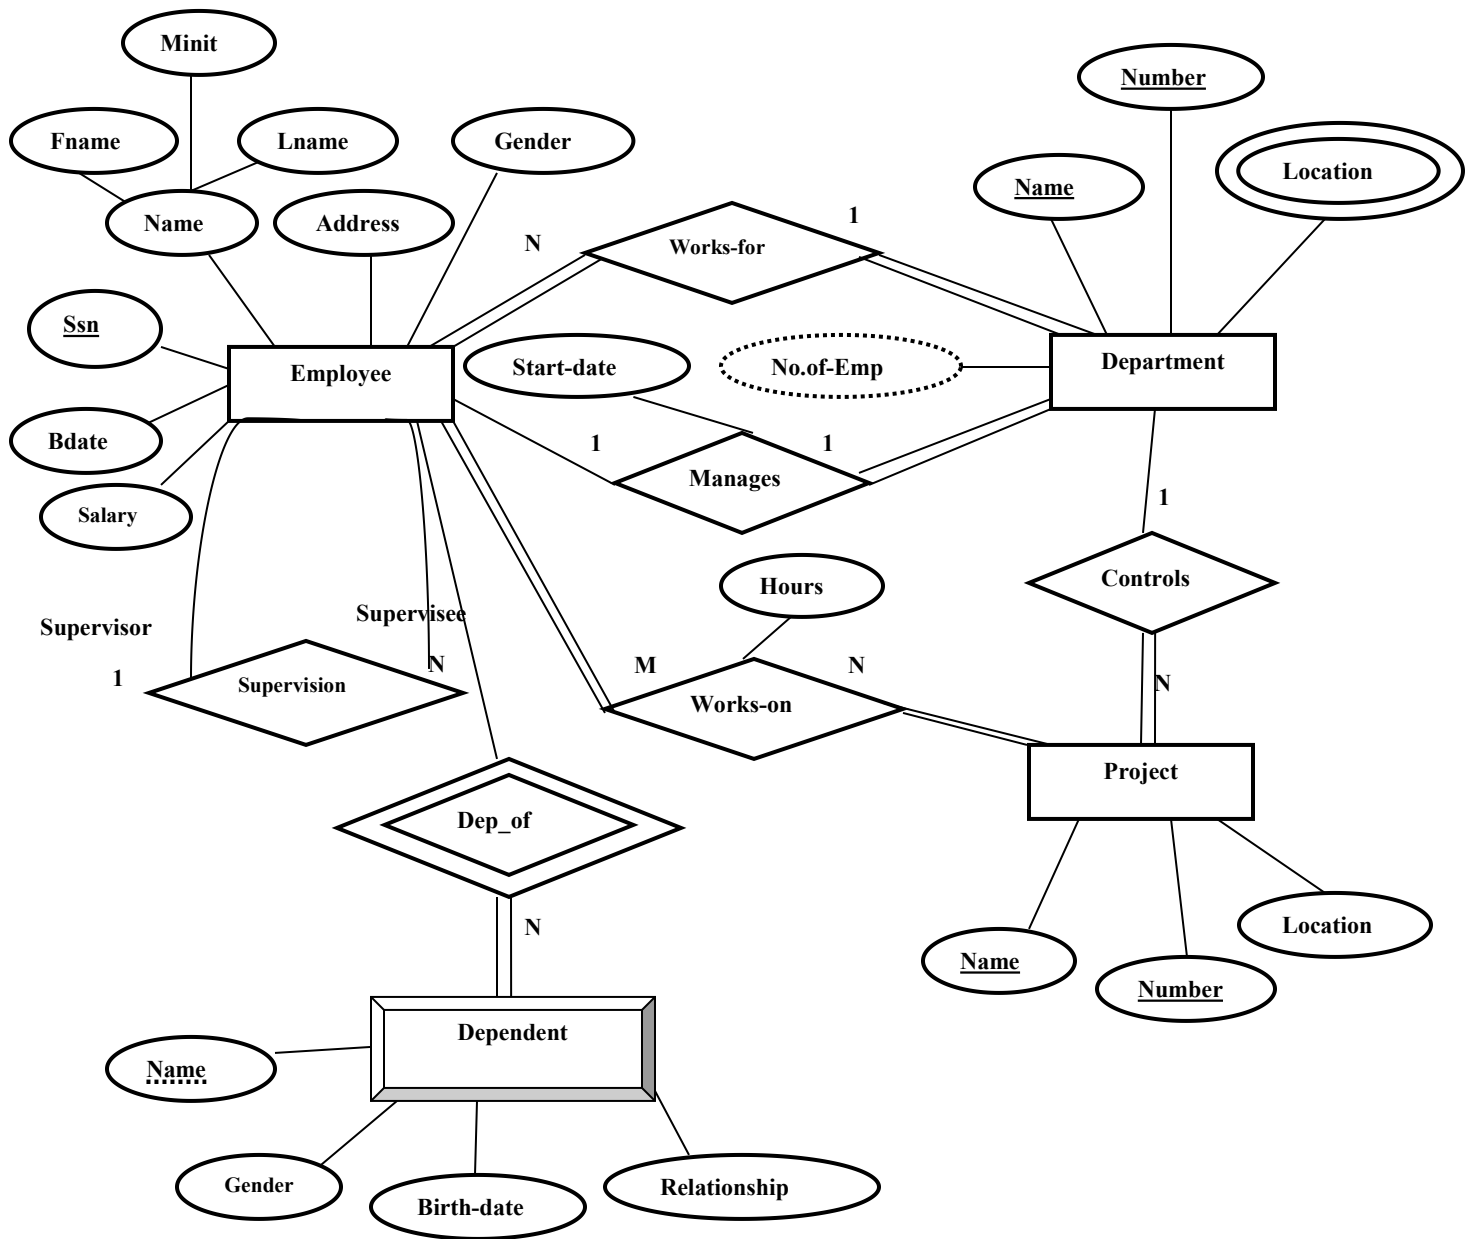 Minit
Number
Fname
Lname
Gender
Location
Name
Name
Address
1
N
Works-for
Ssn
Employee
Start-date
No.of-Emp
Department
Bdate
1
1
Manages
Salary
1
Controls
Hours
Supervisor
Supervisee
1
Supervision
N
M
N
Works-on
N
Project
Dep_of
N
Location
Name
Number
Dependent
Name
Gender
Birth-date
Relationship